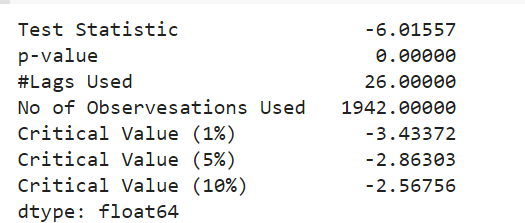 Test Statistic -6.01557
p-value 0.00000
#Lags Used 26.00000
No of Observesations Used 1942.00000
Critical Value (1%) -3.43372
Critical Value (5%) -2.86303
Critical Value (10%) -2.56756
dtype: float64